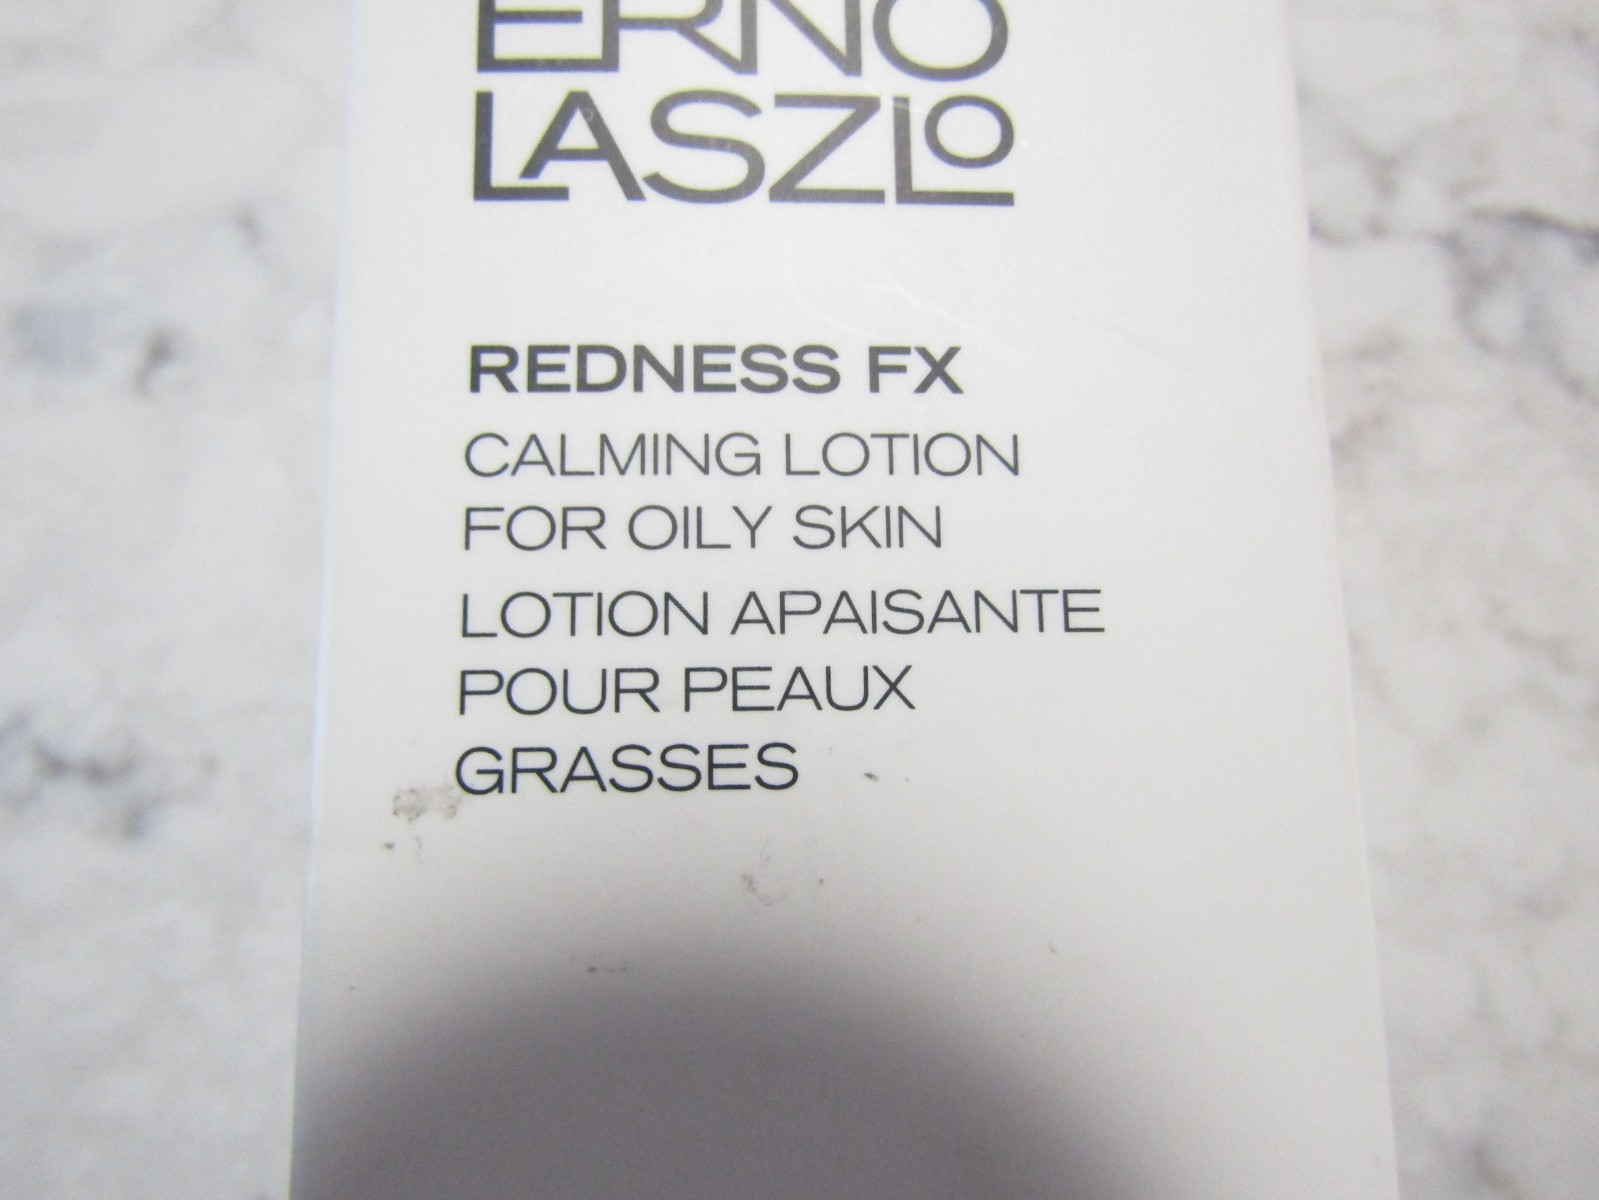 ERNO
LASZLO
REDNESS FX
CALMING LOTION
FOR OILY SKIN
LOTION APAISANTE
POUR PEAUX
GRASSES